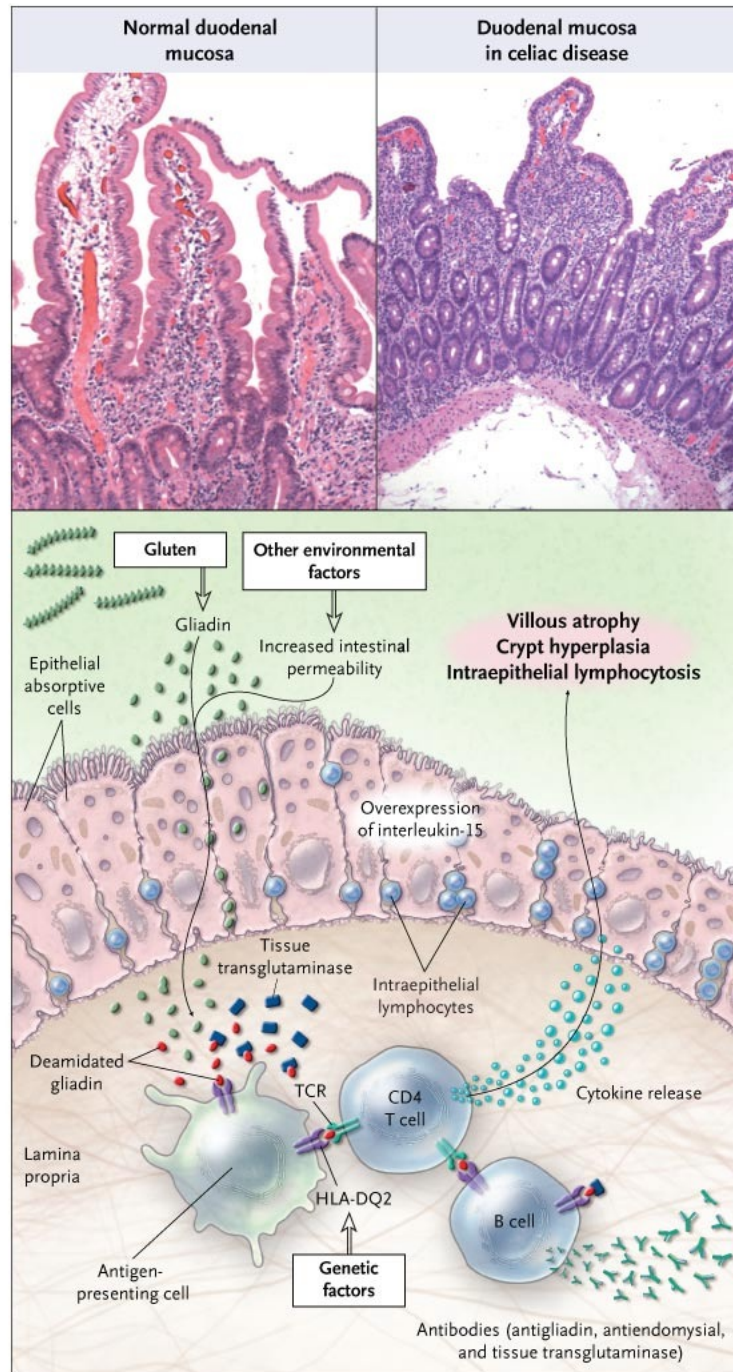 Normal duodenal
mucosa
Duodenal mucosa
in celiac disease
Gluten
Other environmental
factors
Gliadin
Increased intestinal
permeability
Villous atrophy
Crypt hyperplasia
Intraepithelial lymphocytosis
Epithelial
absorptive
cells
Overexpression
of interleukin-15
Tissue
transglutaminase
Intraepithelial
lymphocytes
Deamidated
gliadin
TCR
CD4
T cell
Cytokine release
Lamina
propria
HLA-DQ2
B cell
Antigen-
presenting cell
Genetic
factors
Antibodies (antigliadin, antiendomysial,
and tissue transglutaminase)